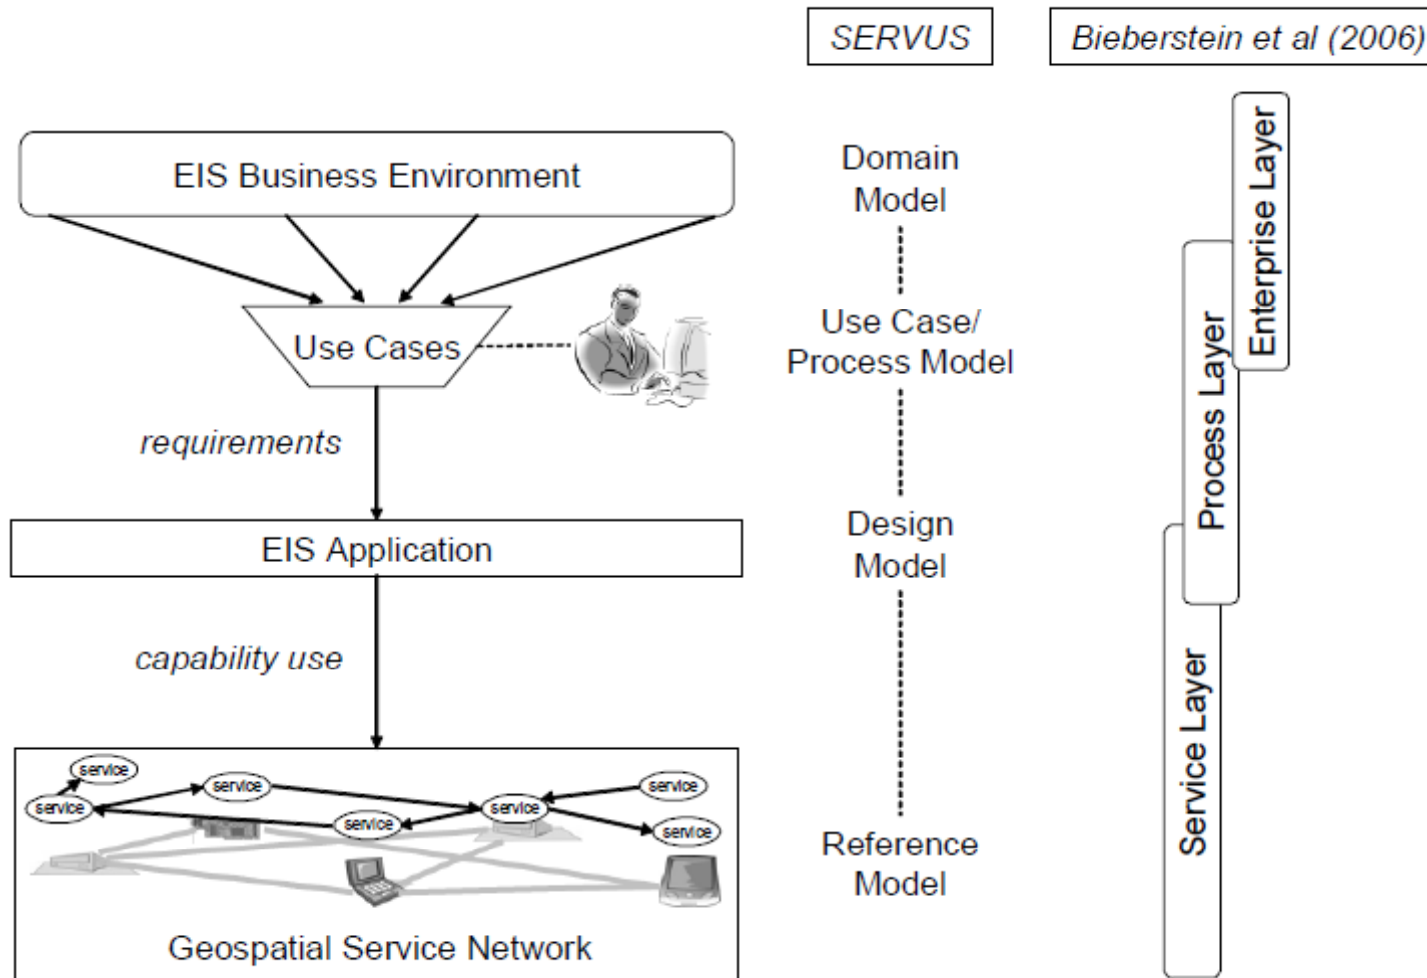 SERVUS
Bieberstein et al (2006)
EIS Business Environment
Domain
Model
Enterprise Layer
Use Cases
Use Case/
Process Model
Process Layer
requirements
EIS Application
Design
Model
capability use
Service Layer
service
service
service
service
service
service
service
Reference
Model
Geospatial Service Network